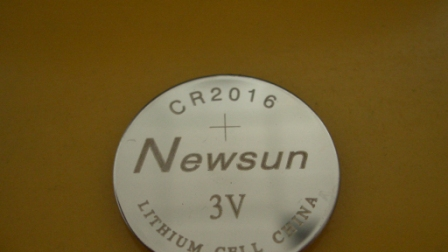 CR2016
+
Newsun
3V
LITHIUM CELL CHINA